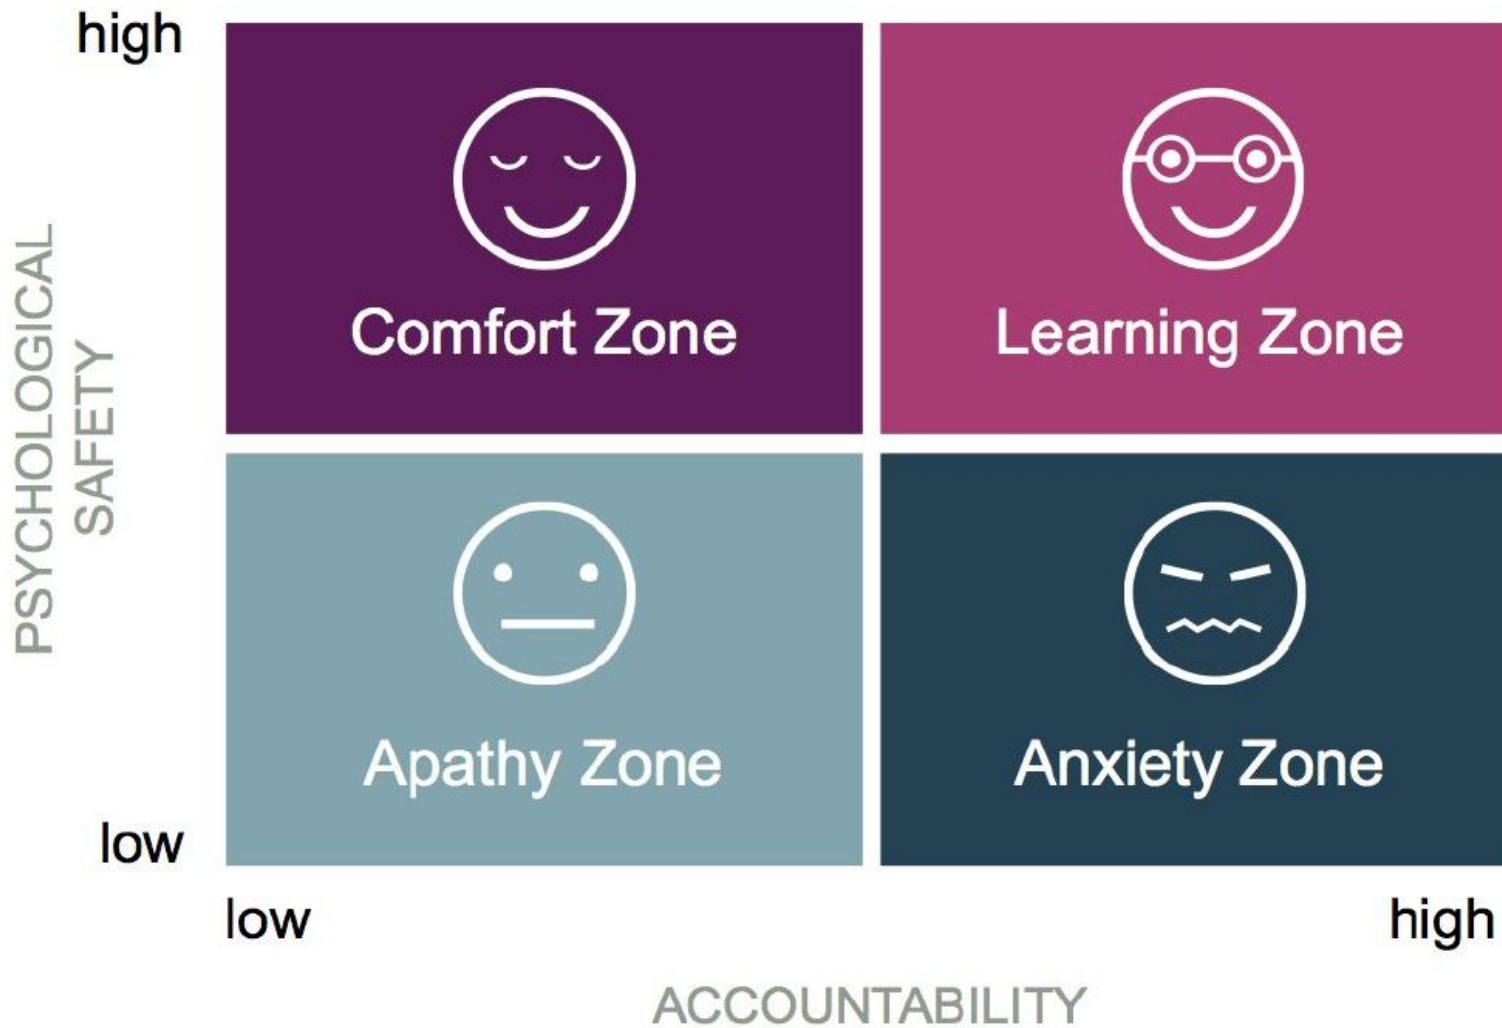 high
Comfort Zone
Learning Zone
PSYCHOLOGICAL
SAFETY
Apathy Zone
Anxiety Zone
low
low
high
ACCOUNTABILITY